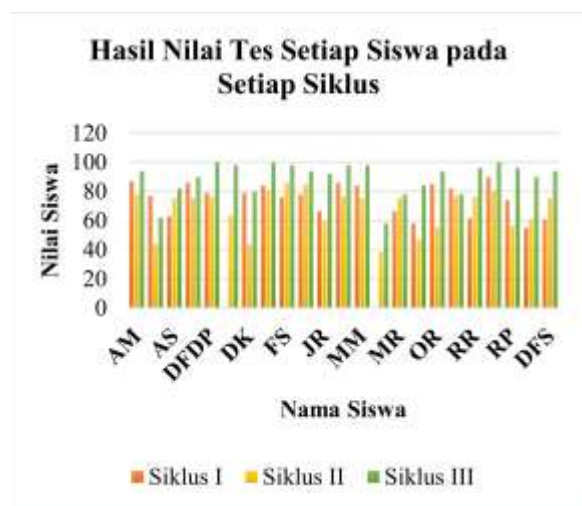 Hasil Nilai Tes Setiap Siswa pada
Setiap Siklus
Nilai Siswa
120
100
80
60
40
20
0
AM AS DFDP DK FS JR MM MR OR RR RP DFS
Nama Siswa
Siklus I Siklus II Siklus III